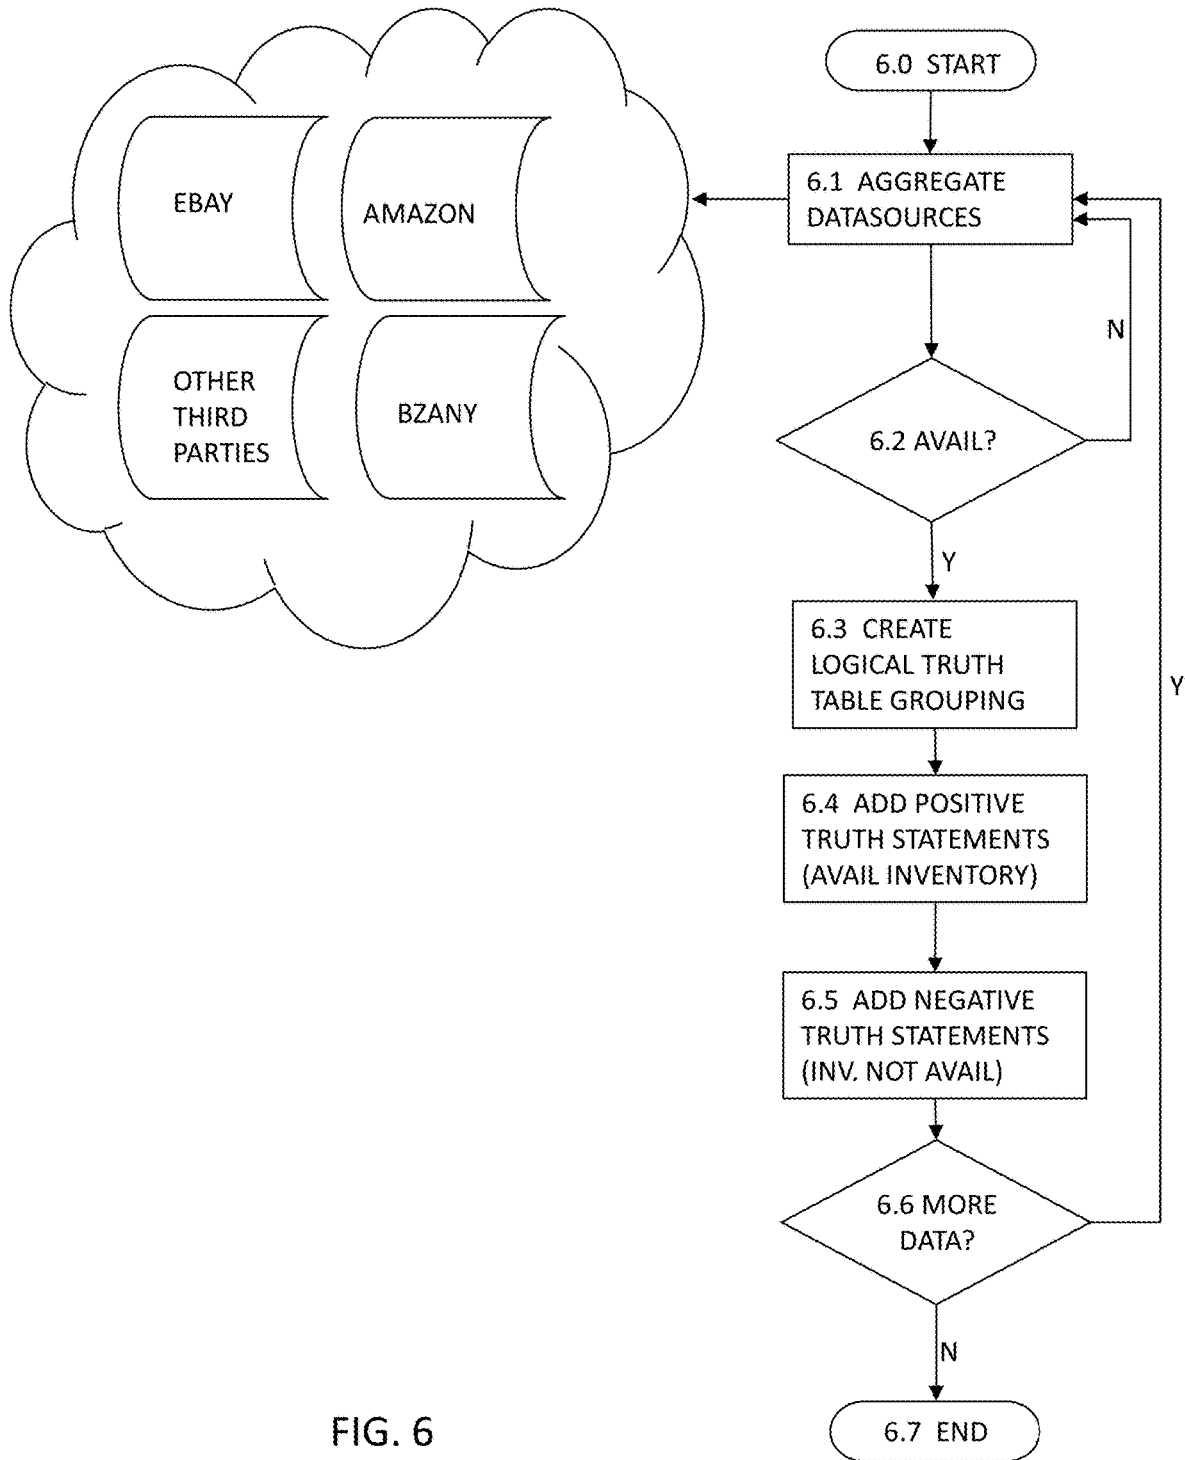 6.0 START
EBAY
AMAZON
OTHER
THIRD
PARTIES
BZANY
6.1 AGGREGATE
DATASOURCES
N
6.2 AVAIL?
Y
6.3 CREATE
LOGICAL TRUTH
TABLE GROUPING
Y
6.4 ADD POSITIVE
TRUTH STATEMENTS
(AVAIL INVENTORY)
6.5 ADD NEGATIVE
TRUTH STATEMENTS
(INV. NOT AVAIL)
6.6 MORE
DATA?
N
6.7 END
FIG. 6